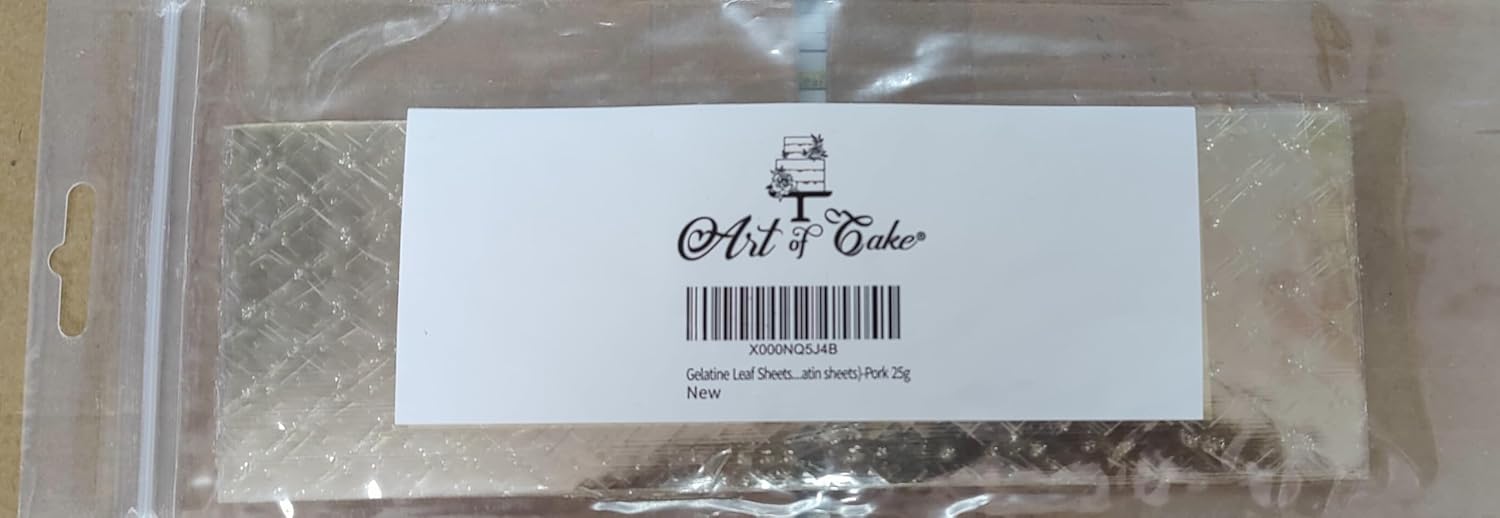 Art of Cake®
X000NQ5J4B
Gelatine Leaf Sheets...atin sheets)-Pork 25g
New